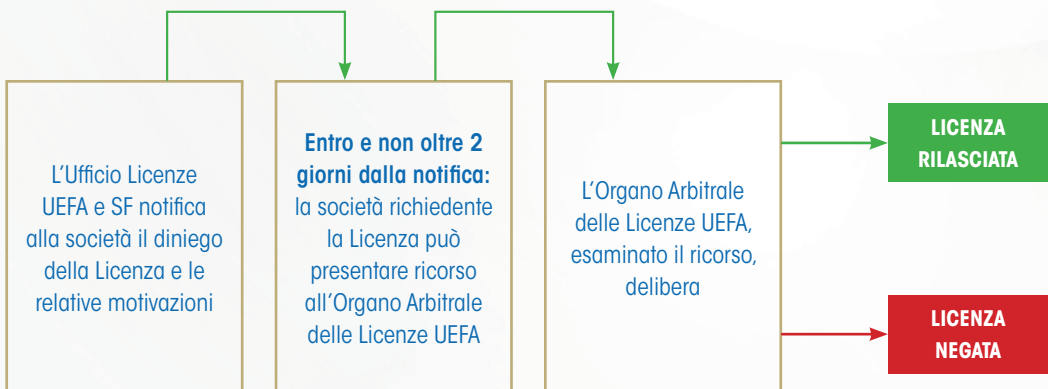 L'Ufficio Licenze
UEFA e SF notifica
alla società il diniego
della Licenza e le
relative motivazioni
Entro e non oltre 2
giorni dalla notifica:
la società richiedente
la Licenza può
presentare ricorso
all'Organo Arbitrale
delle Licenze UEFA
L'Organo Arbitrale
delle Licenze UEFA,
esaminato il ricorso,
delibera
LICENZA
RILASCIATA
LICENZA
NEGATA